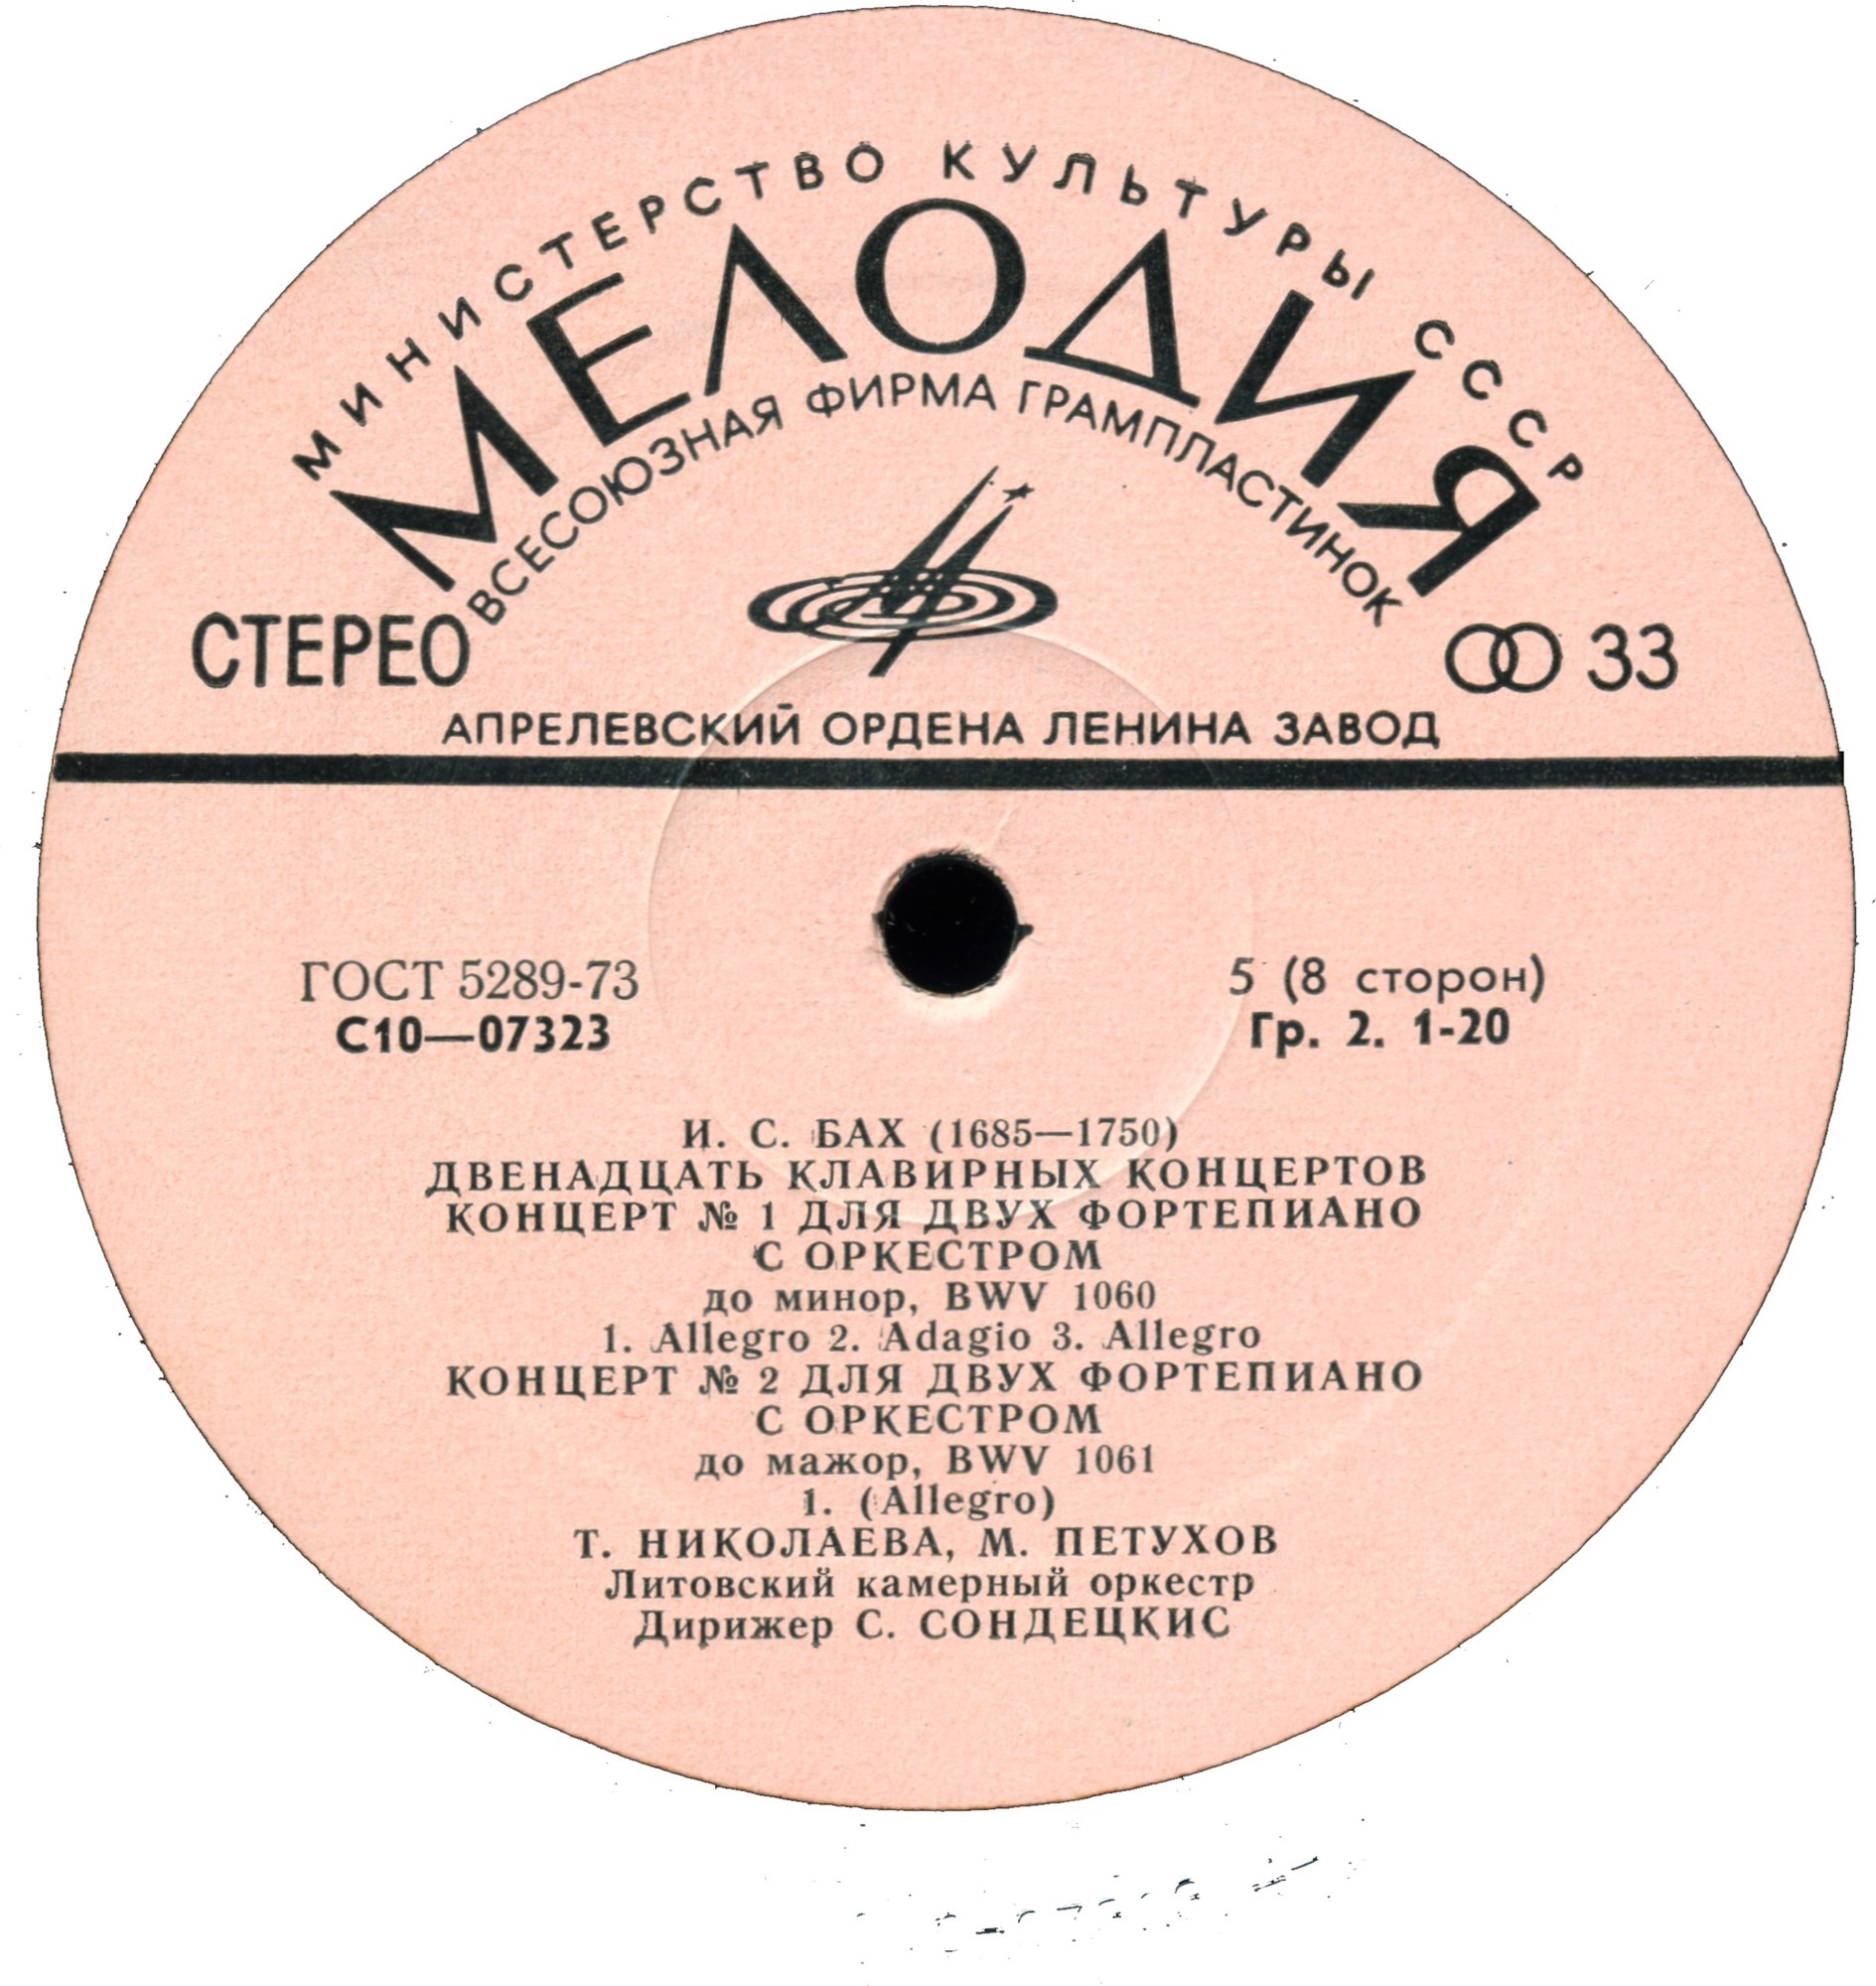 МИНИСТЕРСТВО КУЛЬТУРЫ СССР
МЕЛОДИЯ
ВСЕСОЮЗНАЯ ФИРМА ГРАМПЛАСТИНОК
СТЕРЕО
33
АПРЕЛЕВСКИЙ ОРДЕНА ЛЕНИНА ЗАВОД
ГОСТ 5289-73
С10—07323
5 (8 сторон)
Гр. 2. 1-20
И. С. БАХ (1685—1750)
ДВЕНАДЦАТЬ КЛАВИРНЫХ КОНЦЕРТОВ
КОНЦЕРТ № 1 ДЛЯ ДВУХ ФОРТЕПИАНО
С ОРКЕСТРОМ
до минор, BWV 1060
1. Allegro 2. Adagio 3. Allegro
КОНЦЕРТ № 2 ДЛЯ ДВУХ ФОРТЕПИАНО
С ОРКЕСТРОМ
до мажор, BWV 1061
1. (Allegro)
Т. НИКОЛАЕВА, М. ПЕТУХОВ
Литовский камерный оркестр
Дирижер С. СОНДЕЦКИС